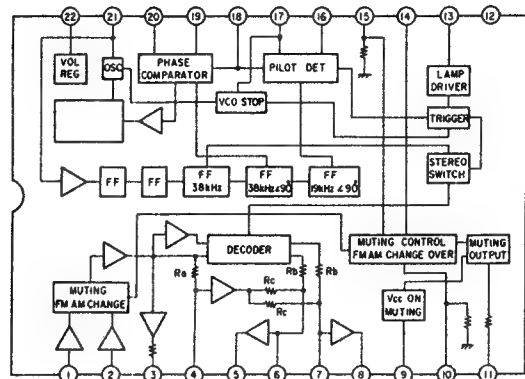 22 21 20 19 18 17 16 15 14 13 12
VOL
REG
OSC
PHASE
COMPARATOR
PILOT DET
LAMP
DRIVER
VCO STOP
TRIGGER
STEREO
SWITCH
FF
FF
FF
38kHz
FF
38kHz∠90°
FF
19kHz∠90°
DECODER
MUTING CONTROL
FM AM CHANGE OVER
MUTING
OUTPUT
Ra
Rb
Rb
Rc
Rc
MUTING
FM AM CHANGE
Vcc ON
MUTING
1 2 3 4 5 6 7 8 9 10 11